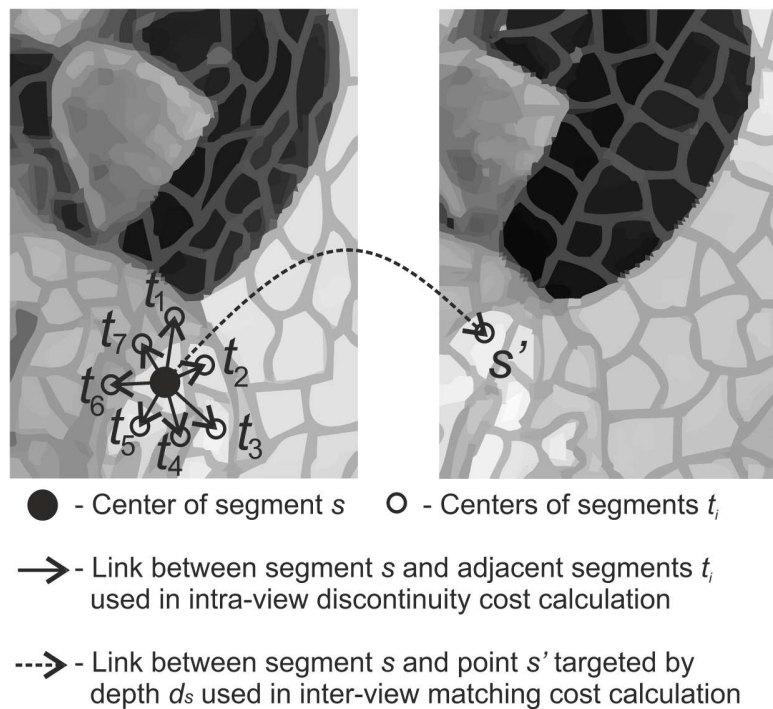 t1
t7
t2
t6
t5
t4
t3
s’
- Center of segment s
- Centers of segments ti
- Link between segment s and adjacent segments ti
used in intra-view discontinuity cost calculation
- Link between segment s and point s’ targeted by
depth ds used in inter-view matching cost calculation